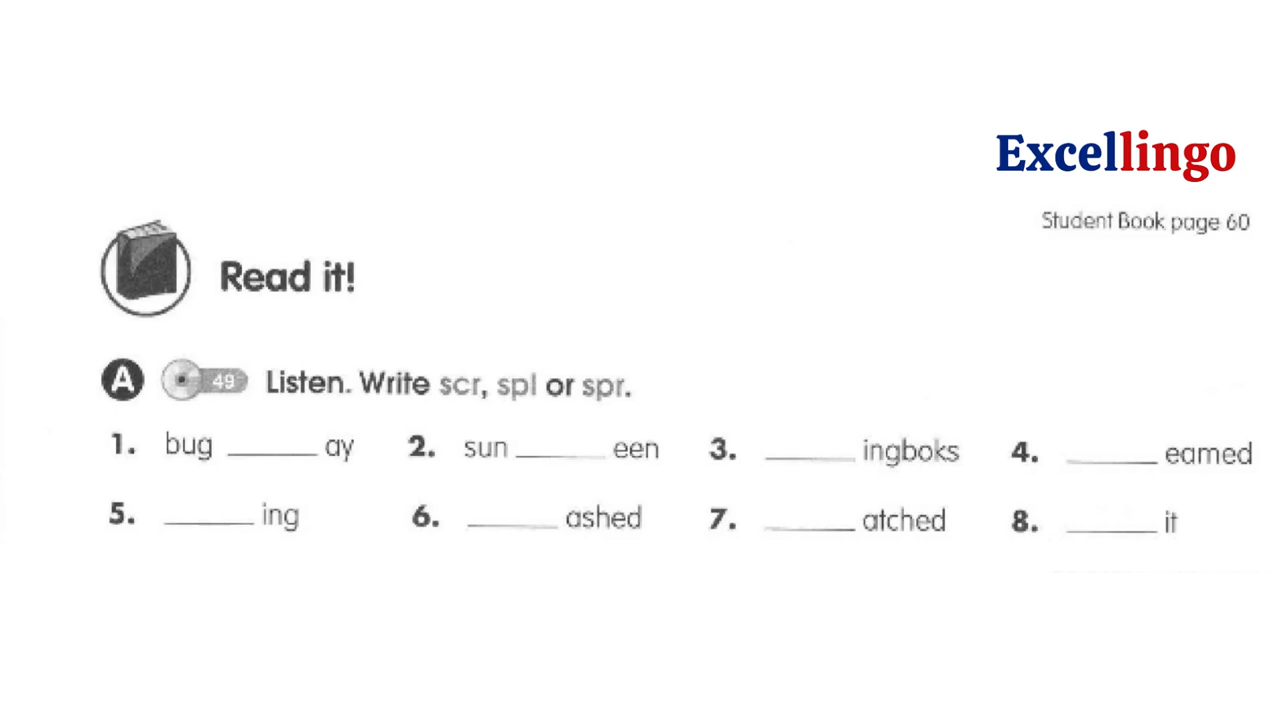 Excellingo
Student Book page 60
Read it!
A 49 Listen. Write scr, spl or spr.
1. bug ______ ay 2. sun ______ een 3. ______ ingboks 4. ______ eamed
5. ______ ing 6. ______ ashed 7. ______ atched 8. ______ it